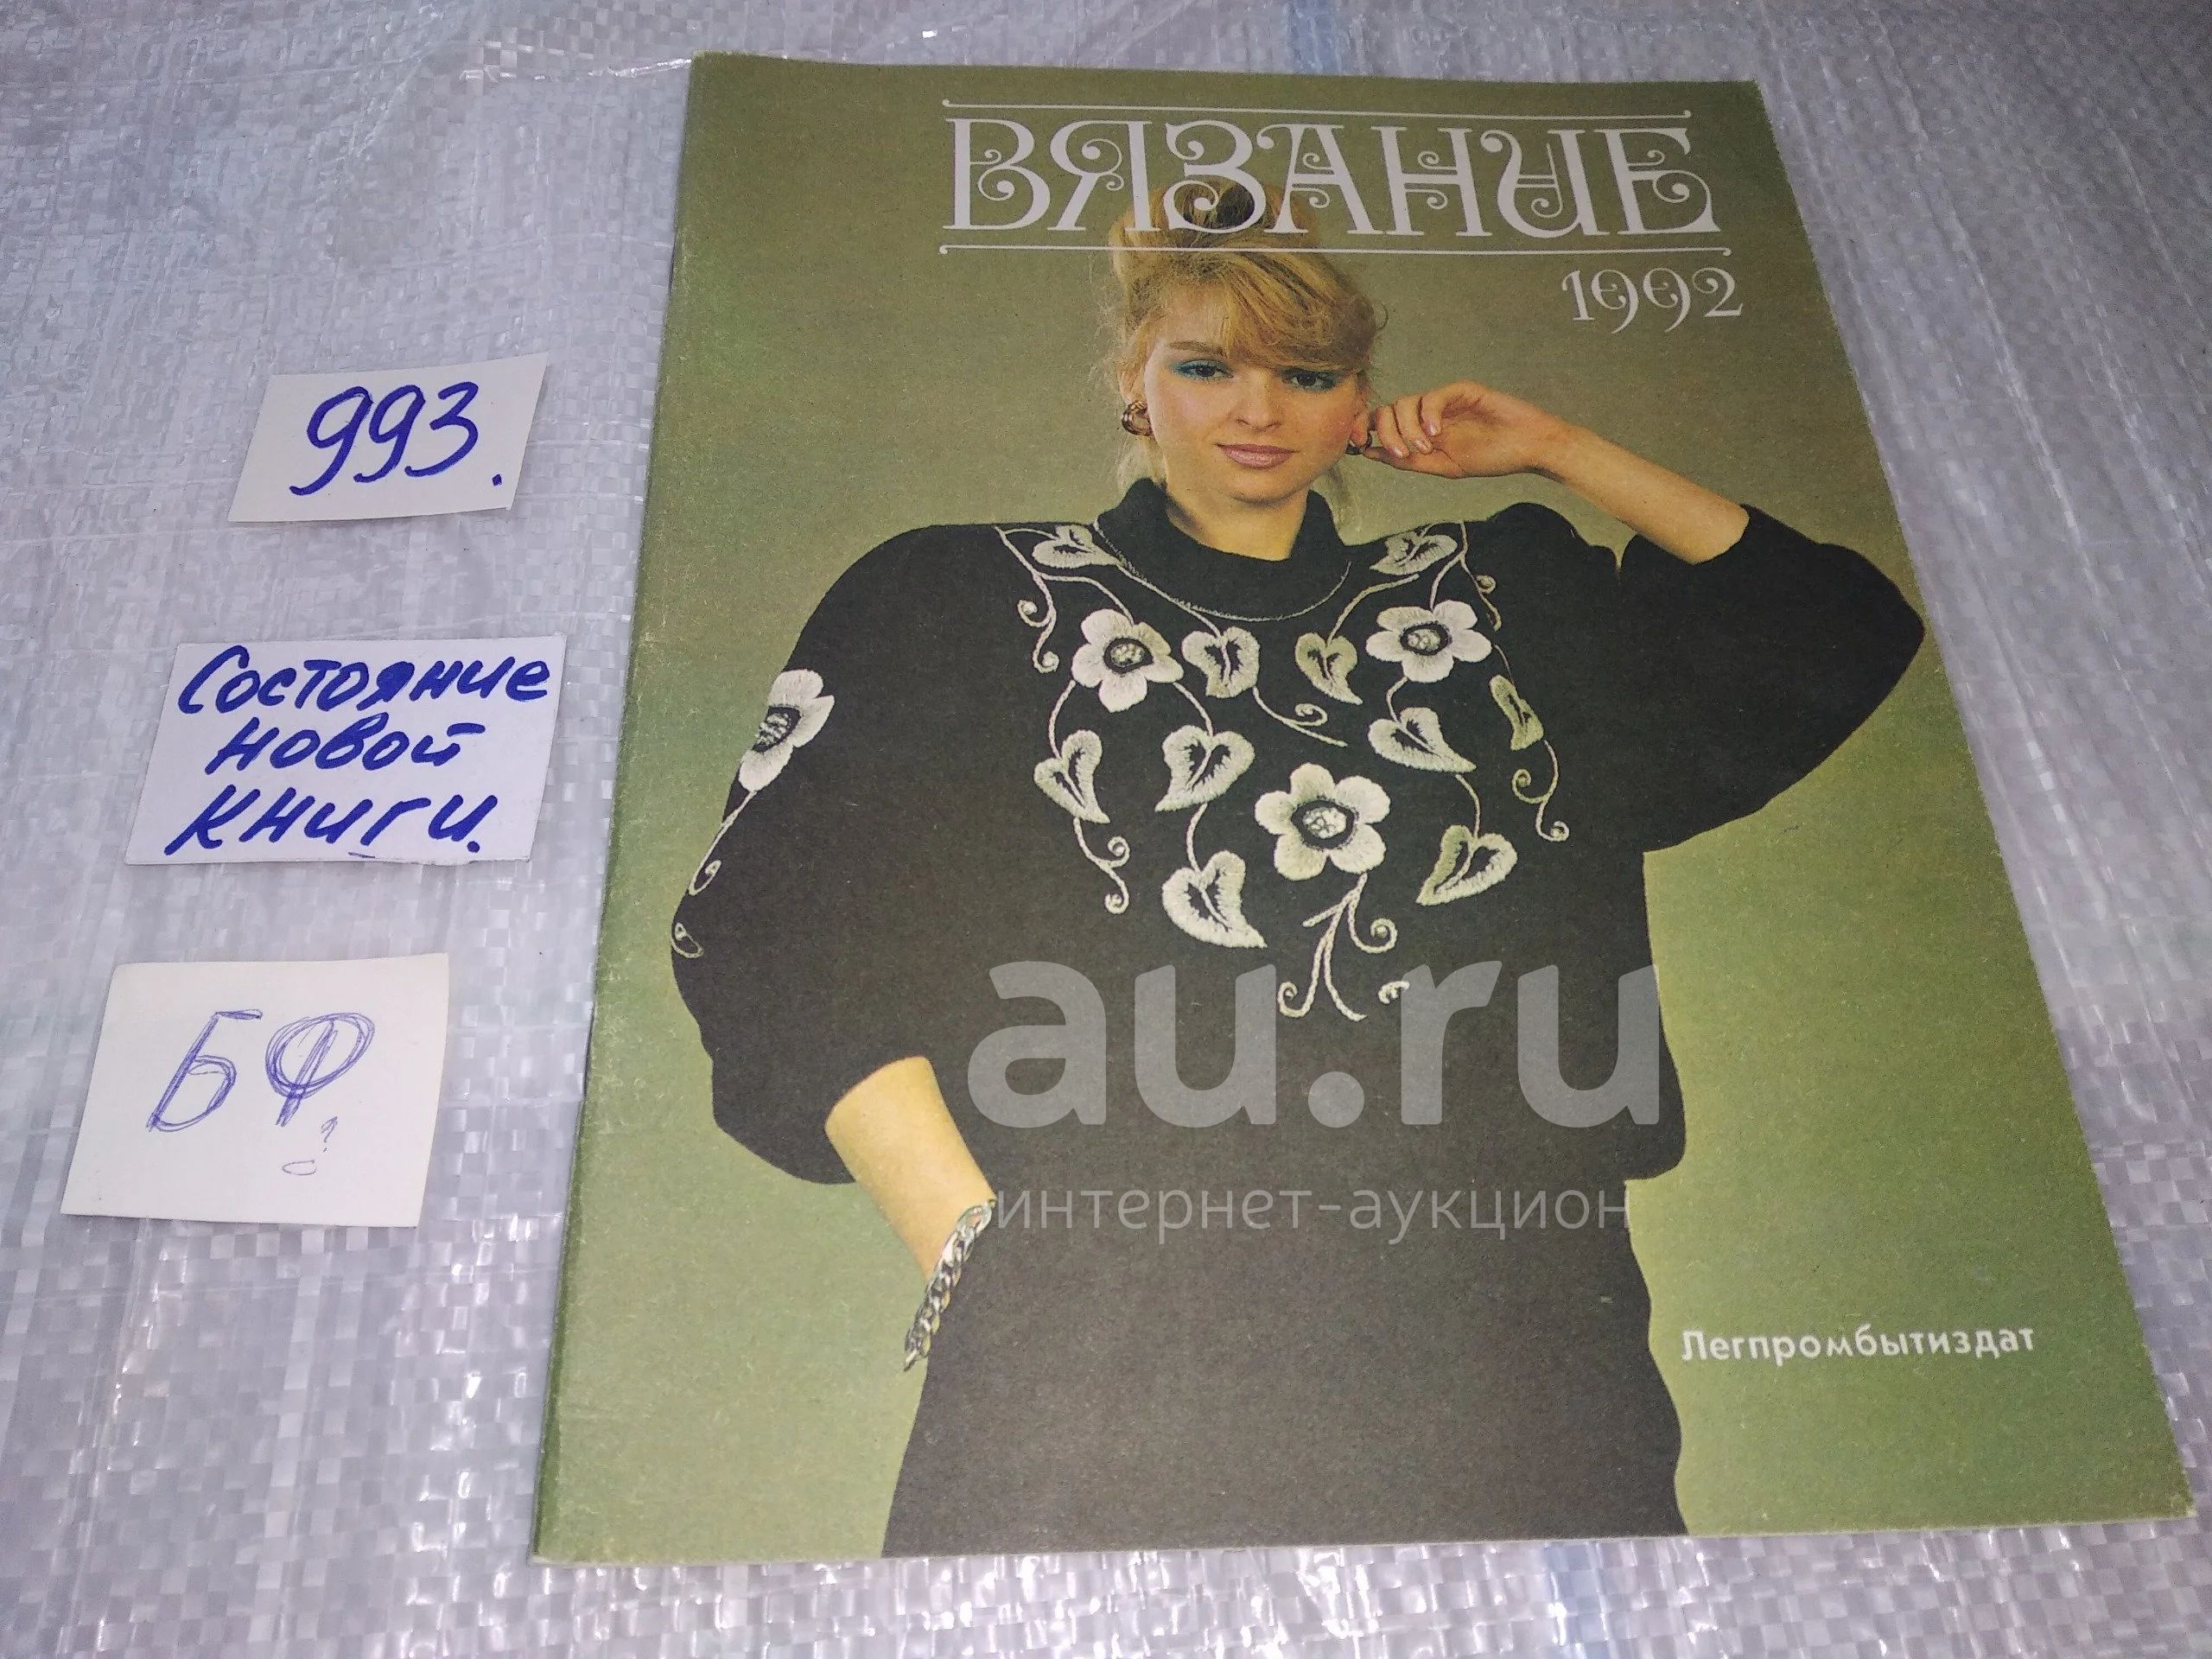 ВЯЗАНИЕ
1992
993.
Состояние
новой
книги.
БФ
au.ru
интернет-аукцион
Легпромбытиздат